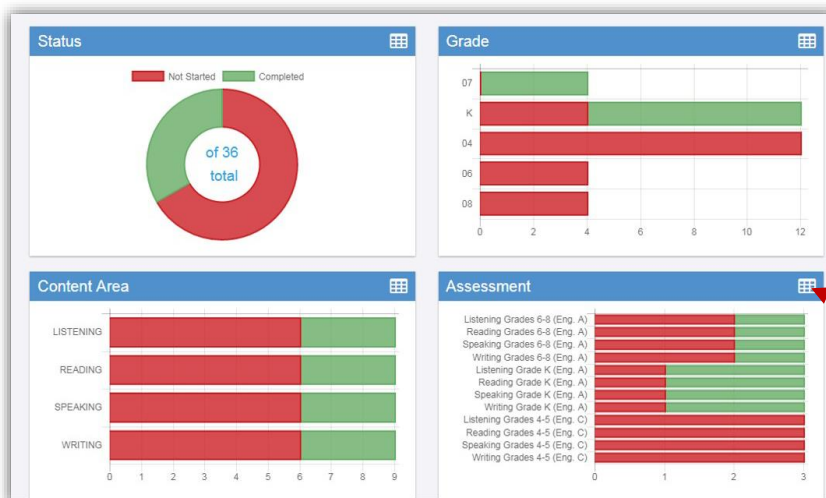 Status
Not Started Completed
of 36
total
Grade
07
K
04
06
08
0 2 4 6 8 10 12
Content Area
LISTENING
READING
SPEAKING
WRITING
0 1 2 3 4 5 6 7 8 9
Assessment
Listening Grades 6-8 (Eng. A)
Reading Grades 6-8 (Eng. A)
Speaking Grades 6-8 (Eng. A)
Writing Grades 6-8 (Eng. A)
Listening Grade K (Eng. A)
Reading Grade K (Eng. A)
Speaking Grade K (Eng. A)
Writing Grade K (Eng. A)
Listening Grades 4-5 (Eng. C)
Reading Grades 4-5 (Eng. C)
Speaking Grades 4-5 (Eng. C)
Writing Grades 4-5 (Eng. C)
0 1 2 3